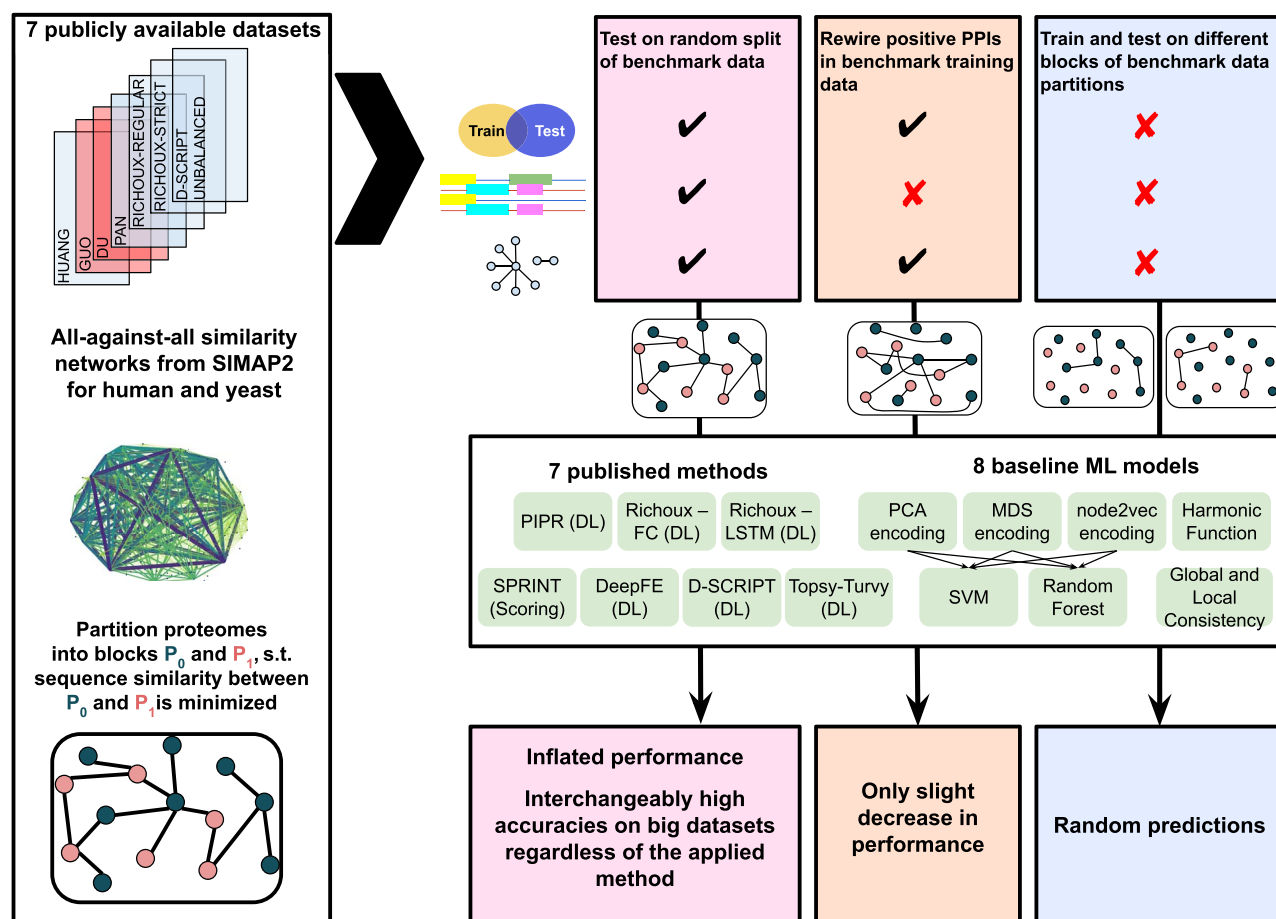 7 publicly available datasets
HUANG
GUO
DU
PAN
RICHOUX-REGULAR
RICHOUX-STRICT
D-SCRIPT
UNBALANCED
All-against-all similarity
networks from SIMAP2
for human and yeast
Partition proteomes
into blocks P0 and P1, s.t.
sequence similarity between
P0 and P1 is minimized
Train
Test
Test on random split
of benchmark data
✔
✔
✔
Rewire positive PPIs
in benchmark training
data
✔
✘
✔
Train and test on different
blocks of benchmark data
partitions
✘
✘
✘
7 published methods
PIPR (DL)
Richoux –
FC (DL)
Richoux –
LSTM (DL)
SPRINT
(Scoring)
DeepFE
(DL)
D-SCRIPT
(DL)
Topsy-Turvy
(DL)
8 baseline ML models
PCA
encoding
MDS
encoding
node2vec
encoding
Harmonic
Function
SVM
Random
Forest
Global and
Local
Consistency
Inflated performance
Interchangeably high
accuracies on big datasets
regardless of the applied
method
Only slight
decrease in
performance
Random predictions